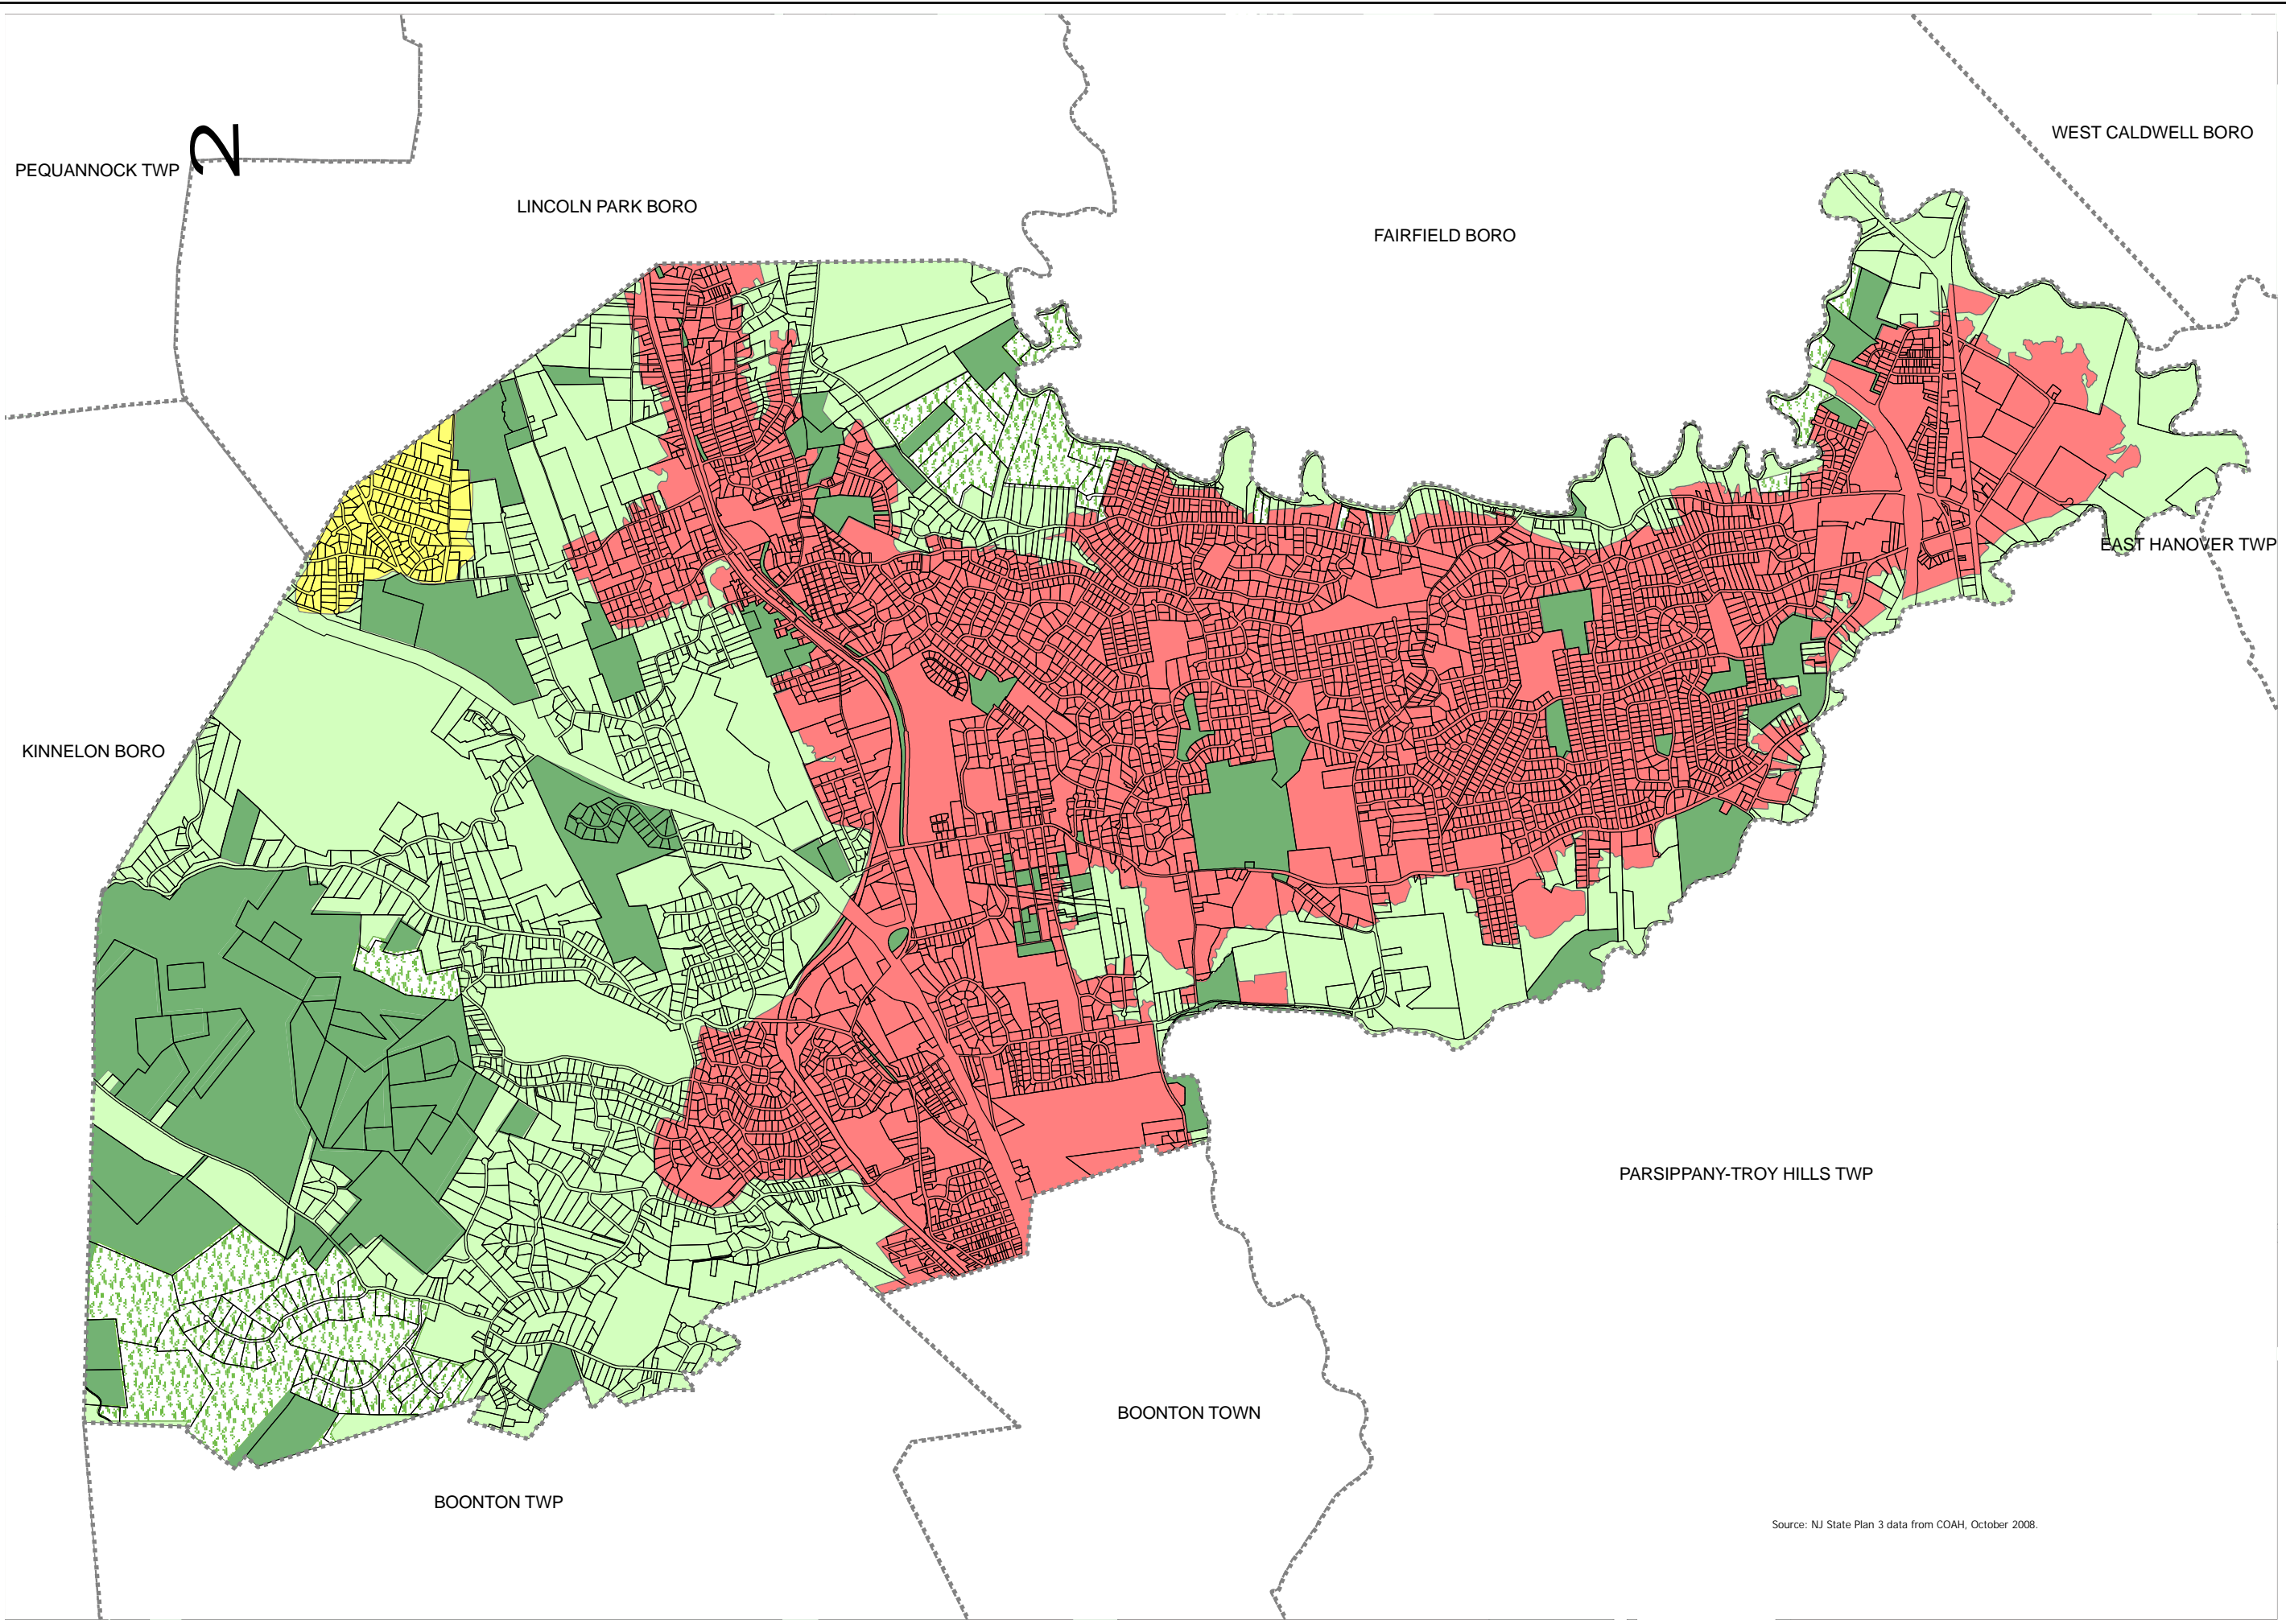 WEST CALDWELL BORO
2
PEQUANNOCK TWP
LINCOLN PARK BORO
FAIRFIELD BORO
EAST HANOVER TWP
KINNELON BORO
PARSIPPANY-TROY HILLS TWP
BOONTON TOWN
BOONTON TWP
Source: NJ State Plan 3 data from COAH, October 2008.